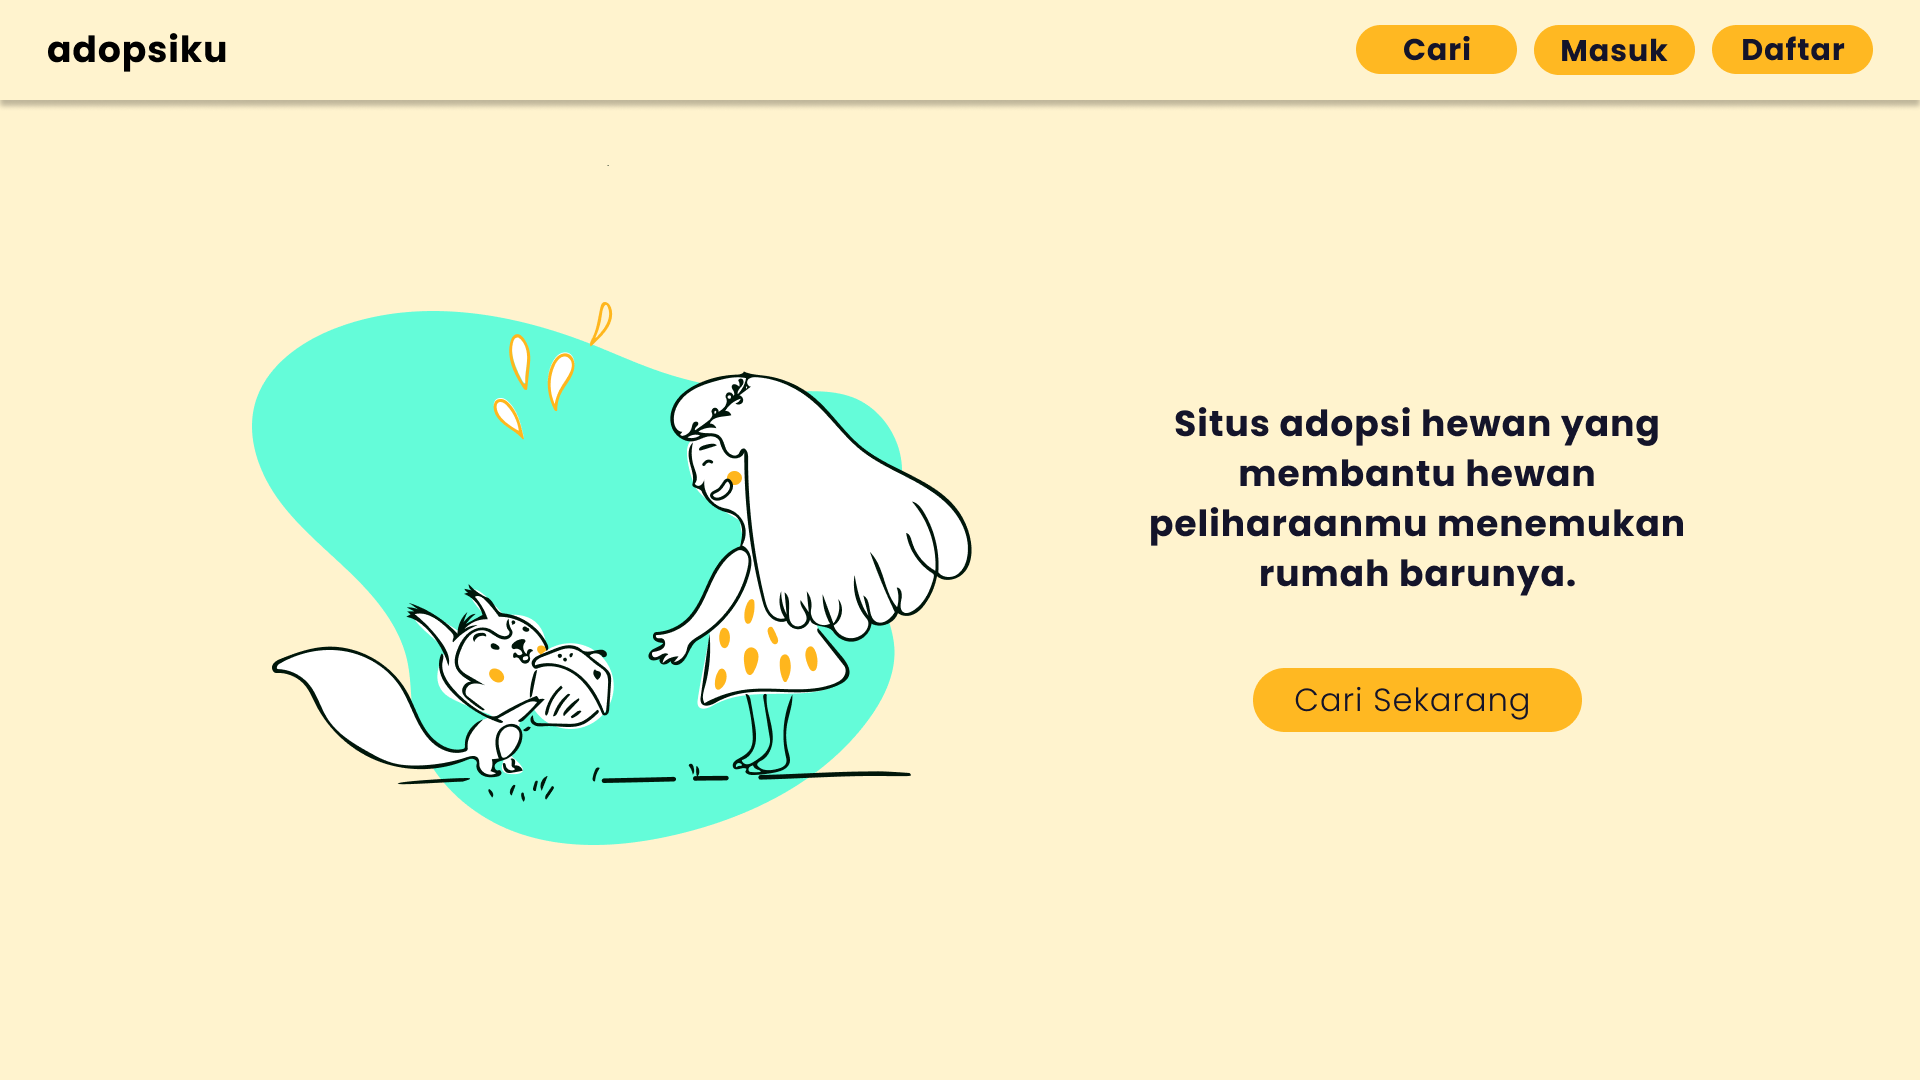 adopsiku
Cari
Masuk
Daftar
Situs adopsi hewan yang
membantu hewan
peliharaanmu menemukan
rumah barunya.
Cari Sekarang